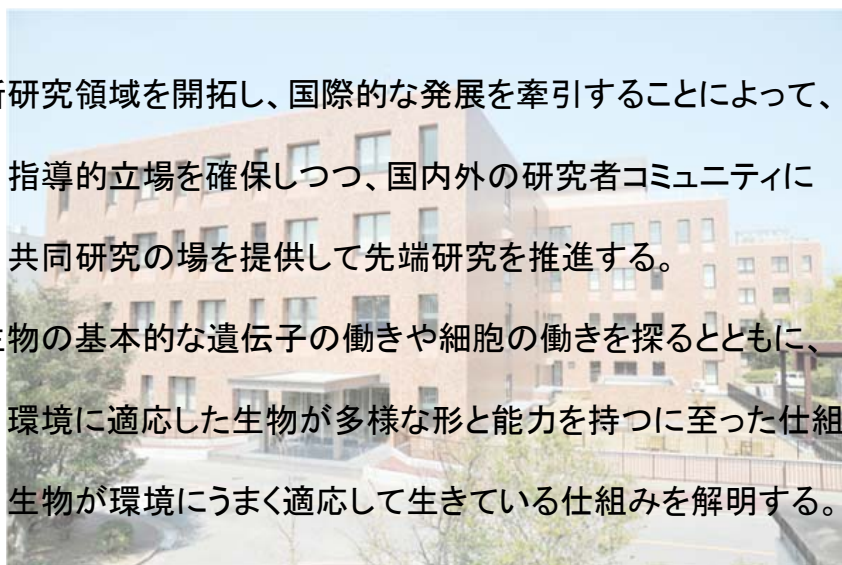 研究領域を開拓し、国際的な発展を牽引することによって、
指導的立場を確保しつつ、国内外の研究者コミュニティに
共同研究の場を提供して先端研究を推進する。
物の基本的な遺伝子の働きや細胞の働きを探るとともに、
環境に適応した生物が多様な形と能力を持つに至った仕組
生物が環境にうまく適応して生きている仕組みを解明する。